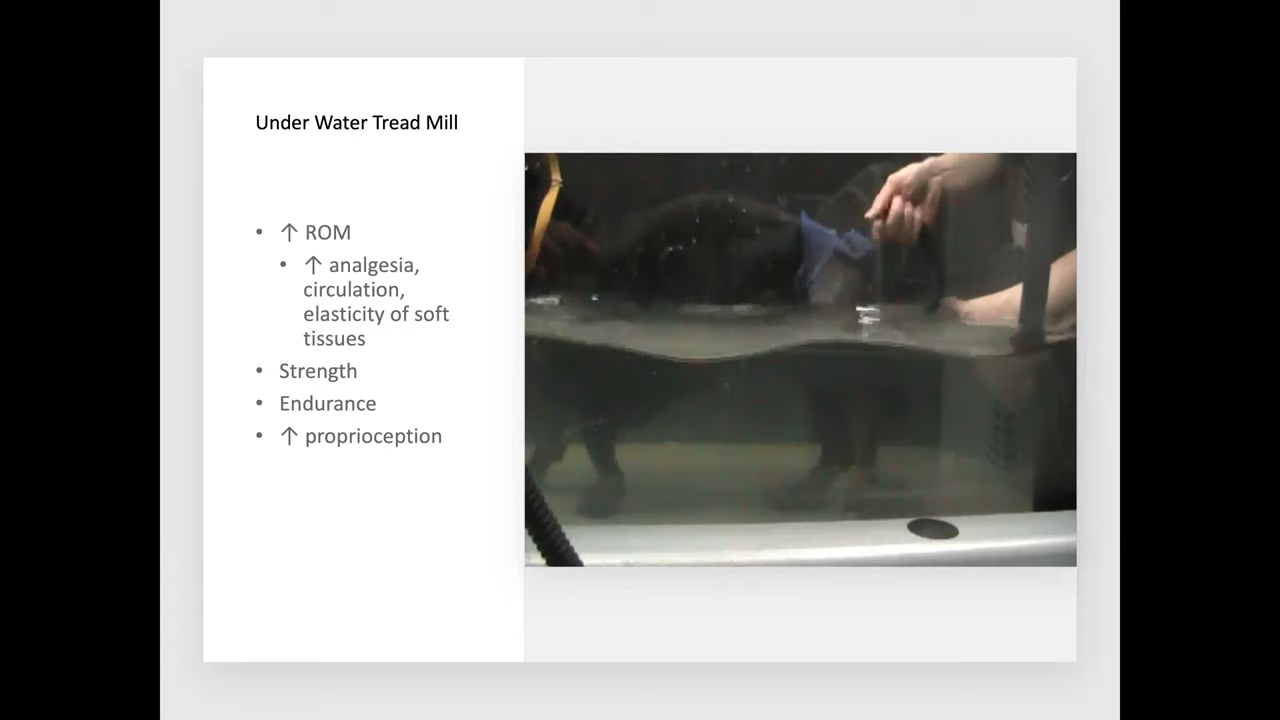 Under Water Tread Mill
• ↑ ROM
• ↑ analgesia,
circulation,
elasticity of soft
tissues
• Strength
• Endurance
• ↑ proprioception